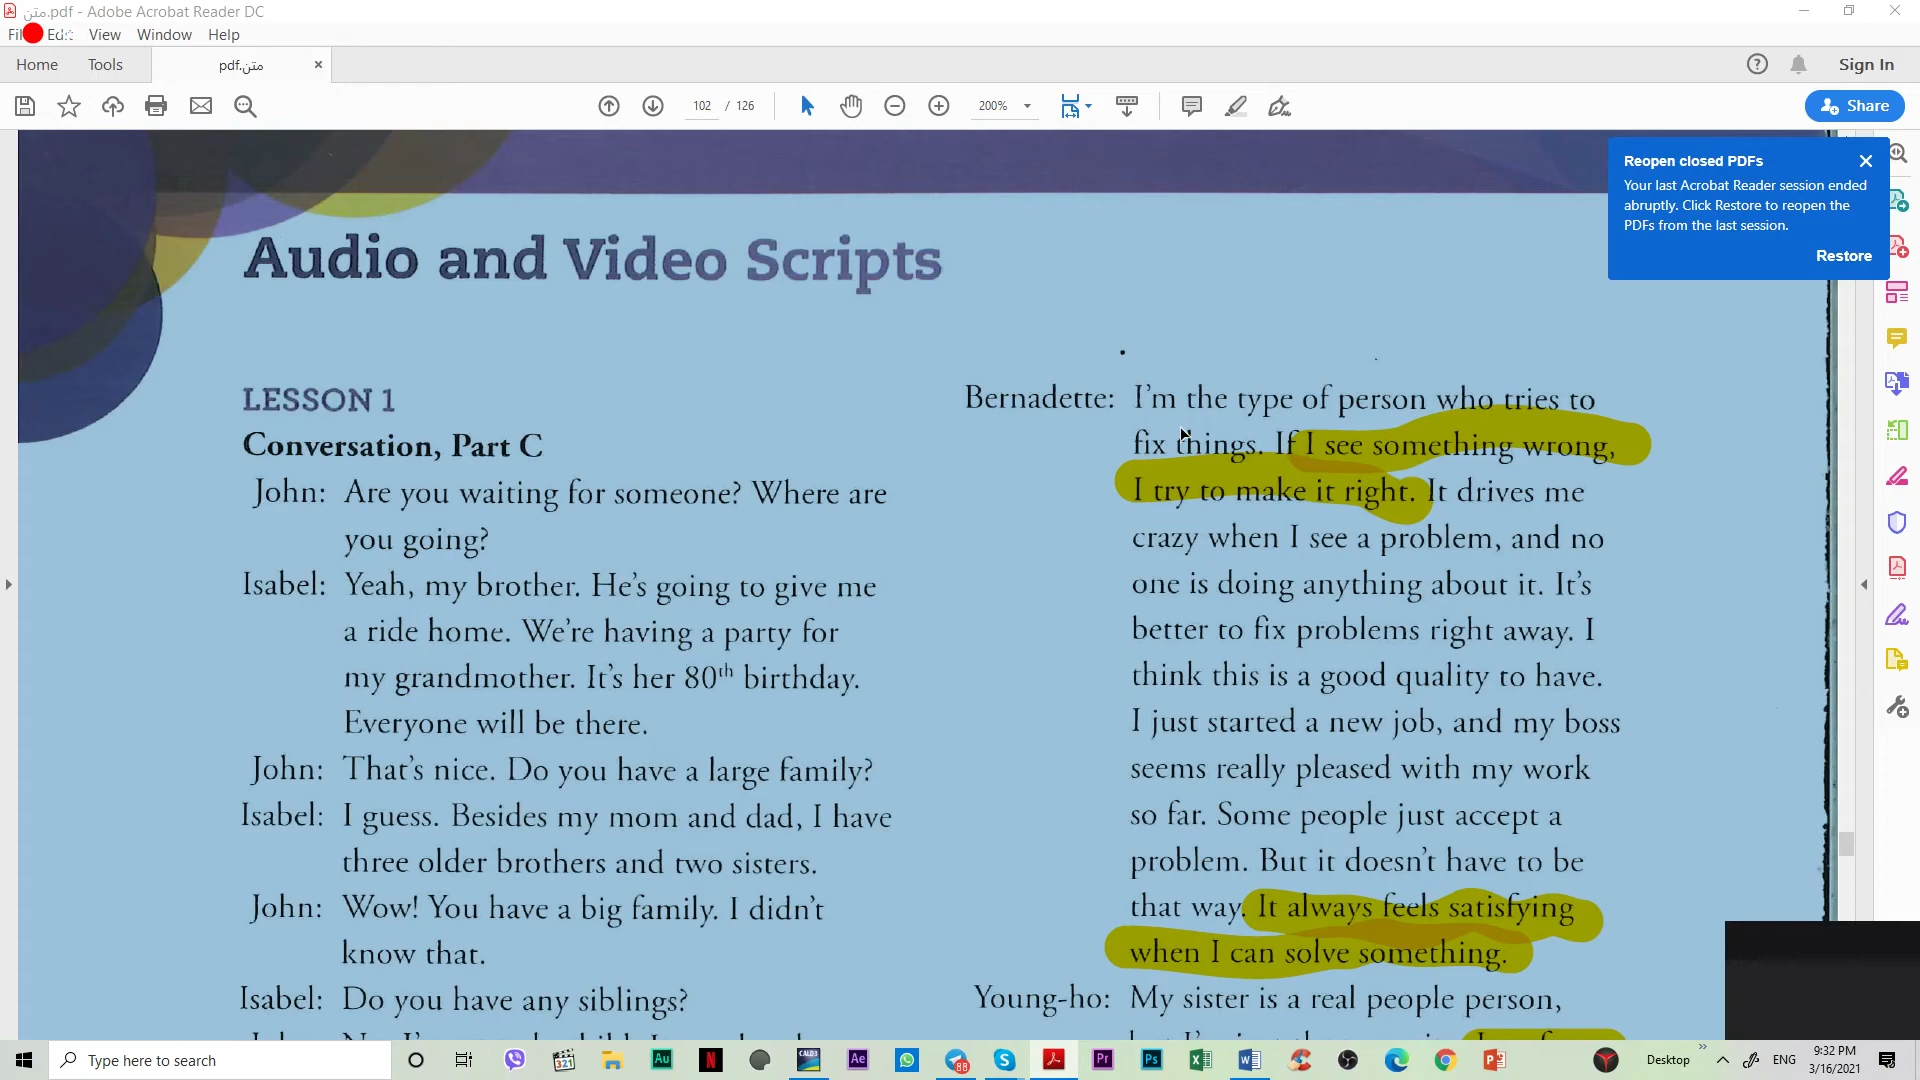 متن.pdf - Adobe Acrobat Reader DC
Edit View Window Help
Home Tools متن.pdf Sign In
102 / 126 200% Share
Reopen closed PDFs
Your last Acrobat Reader session ended
abruptly. Click Restore to reopen the
PDFs from the last session.
Restore
Audio and Video Scripts
LESSON 1
Conversation, Part C
John: Are you waiting for someone? Where are
you going?
Isabel: Yeah, my brother. He's going to give me
a ride home. We're having a party for
my grandmother. It's her 80th birthday.
Everyone will be there.
John: That's nice. Do you have a large family?
Isabel: I guess. Besides my mom and dad, I have
three older brothers and two sisters.
John: Wow! You have a big family. I didn't
know that.
Isabel: Do you have any siblings?
Bernadette: I'm the type of person who tries to
fix things. If I see something wrong,
I try to make it right. It drives me
crazy when I see a problem, and no
one is doing anything about it. It's
better to fix problems right away. I
think this is a good quality to have.
I just started a new job, and my boss
seems really pleased with my work
so far. Some people just accept a
problem. But it doesn't have to be
that way. It always feels satisfying
when I can solve something.
Young-ho: My sister is a real people person,
Type here to search
CALD3
Au N Ae 88 Pr Ps
Desktop ENG 9:32 PM
3/16/2021